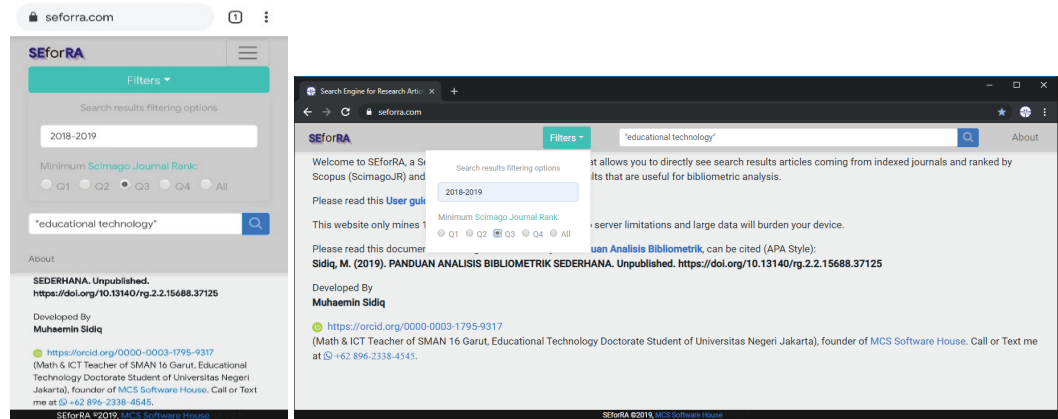 seforra.com
1
SEforRA
Filters
Search results filtering options
2018-2019
Minimum Scimago Journal Rank:
Q1 Q2 Q3 Q4 All
"educational technology"
About
SEDERHANA. Unpublished.
https://doi.org/10.13140/rg.2.2.15688.37125
Developed By
Muhaemin Sidiq
https://orcid.org/0000-0003-1795-9317
(Math & ICT Teacher of SMAN 16 Garut, Educational
Technology Doctorate Student of Universitas Negeri
Jakarta), founder of MCS Software House. Call or Text
me at +62 896-2338-4545.
SEforRA ©2019, MCS Software House
Search Engine for Research Artic
seforra.com
SEforRA
Filters
"educational technology"
About
Welcome to SEforRA, a Se
at allows you to directly see search results articles coming from indexed journals and ranked by
Scopus (ScimagoJR) and
lts that are useful for bibliometric analysis.
Search results filtering options
2018-2019
Minimum Scimago Journal Rank:
Q1 Q2 Q3 Q4 All
Please read this User guid
This website only mines 1
server limitations and large data will burden your device.
Please read this documen
uan Analisis Bibliometrik, can be cited (APA Style):
Sidiq, M. (2019). PANDUAN ANALISIS BIBLIOMETRIK SEDERHANA. Unpublished. https://doi.org/10.13140/rg.2.2.15688.37125
Developed By
Muhaemin Sidiq
https://orcid.org/0000-0003-1795-9317
(Math & ICT Teacher of SMAN 16 Garut, Educational Technology Doctorate Student of Universitas Negeri Jakarta), founder of MCS Software House. Call or Text me
at +62 896-2338-4545.
SEforRA ©2019, MCS Software House